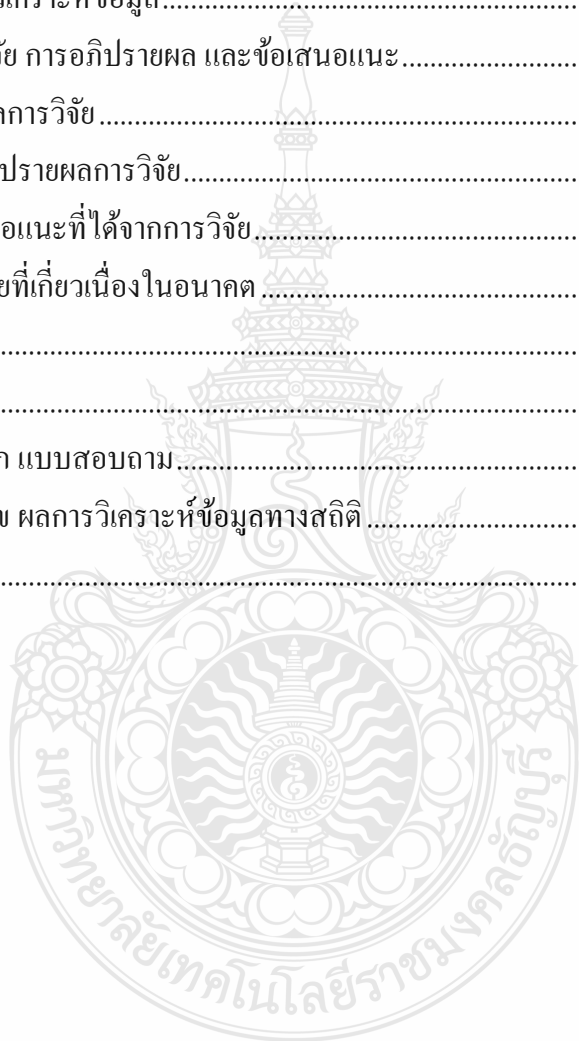 วิเคราะห์ข้อมูล........................................................
วิจัย การอภิปรายผล และข้อเสนอแนะ............................
ผลการวิจัย..............................................................
ปรายผลการวิจัย........................................................
อแนะที่ได้จากการวิจัย................................................
ยที่เกี่ยวเนื่องในอนาคต..............................................
..............................................................................
..............................................................................
ก แบบสอบถาม..........................................................
ข ผลการวิเคราะห์ข้อมูลทางสถิติ..................................
..............................................................................
มหาวิทยาลัยเทคโนโลยีราชมงคลธัญบุรี